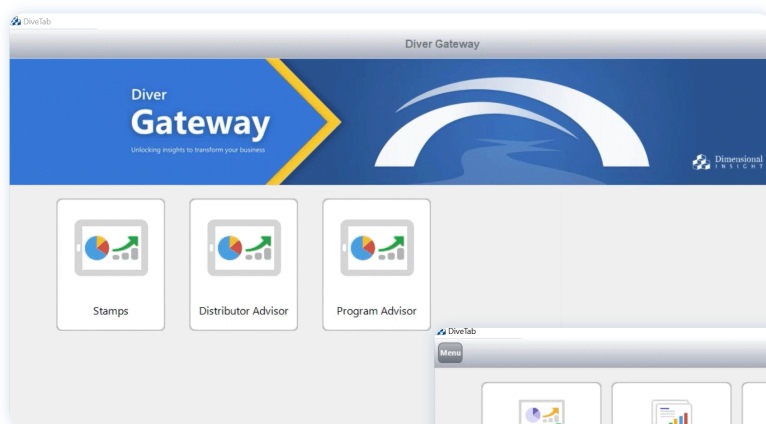 DiveTab
Diver Gateway
Diver
Gateway
Unlocking insights to transform your business
Dimensional
INSIGHT
Stamps
Distributor Advisor
Program Advisor
DiveTab
Menu